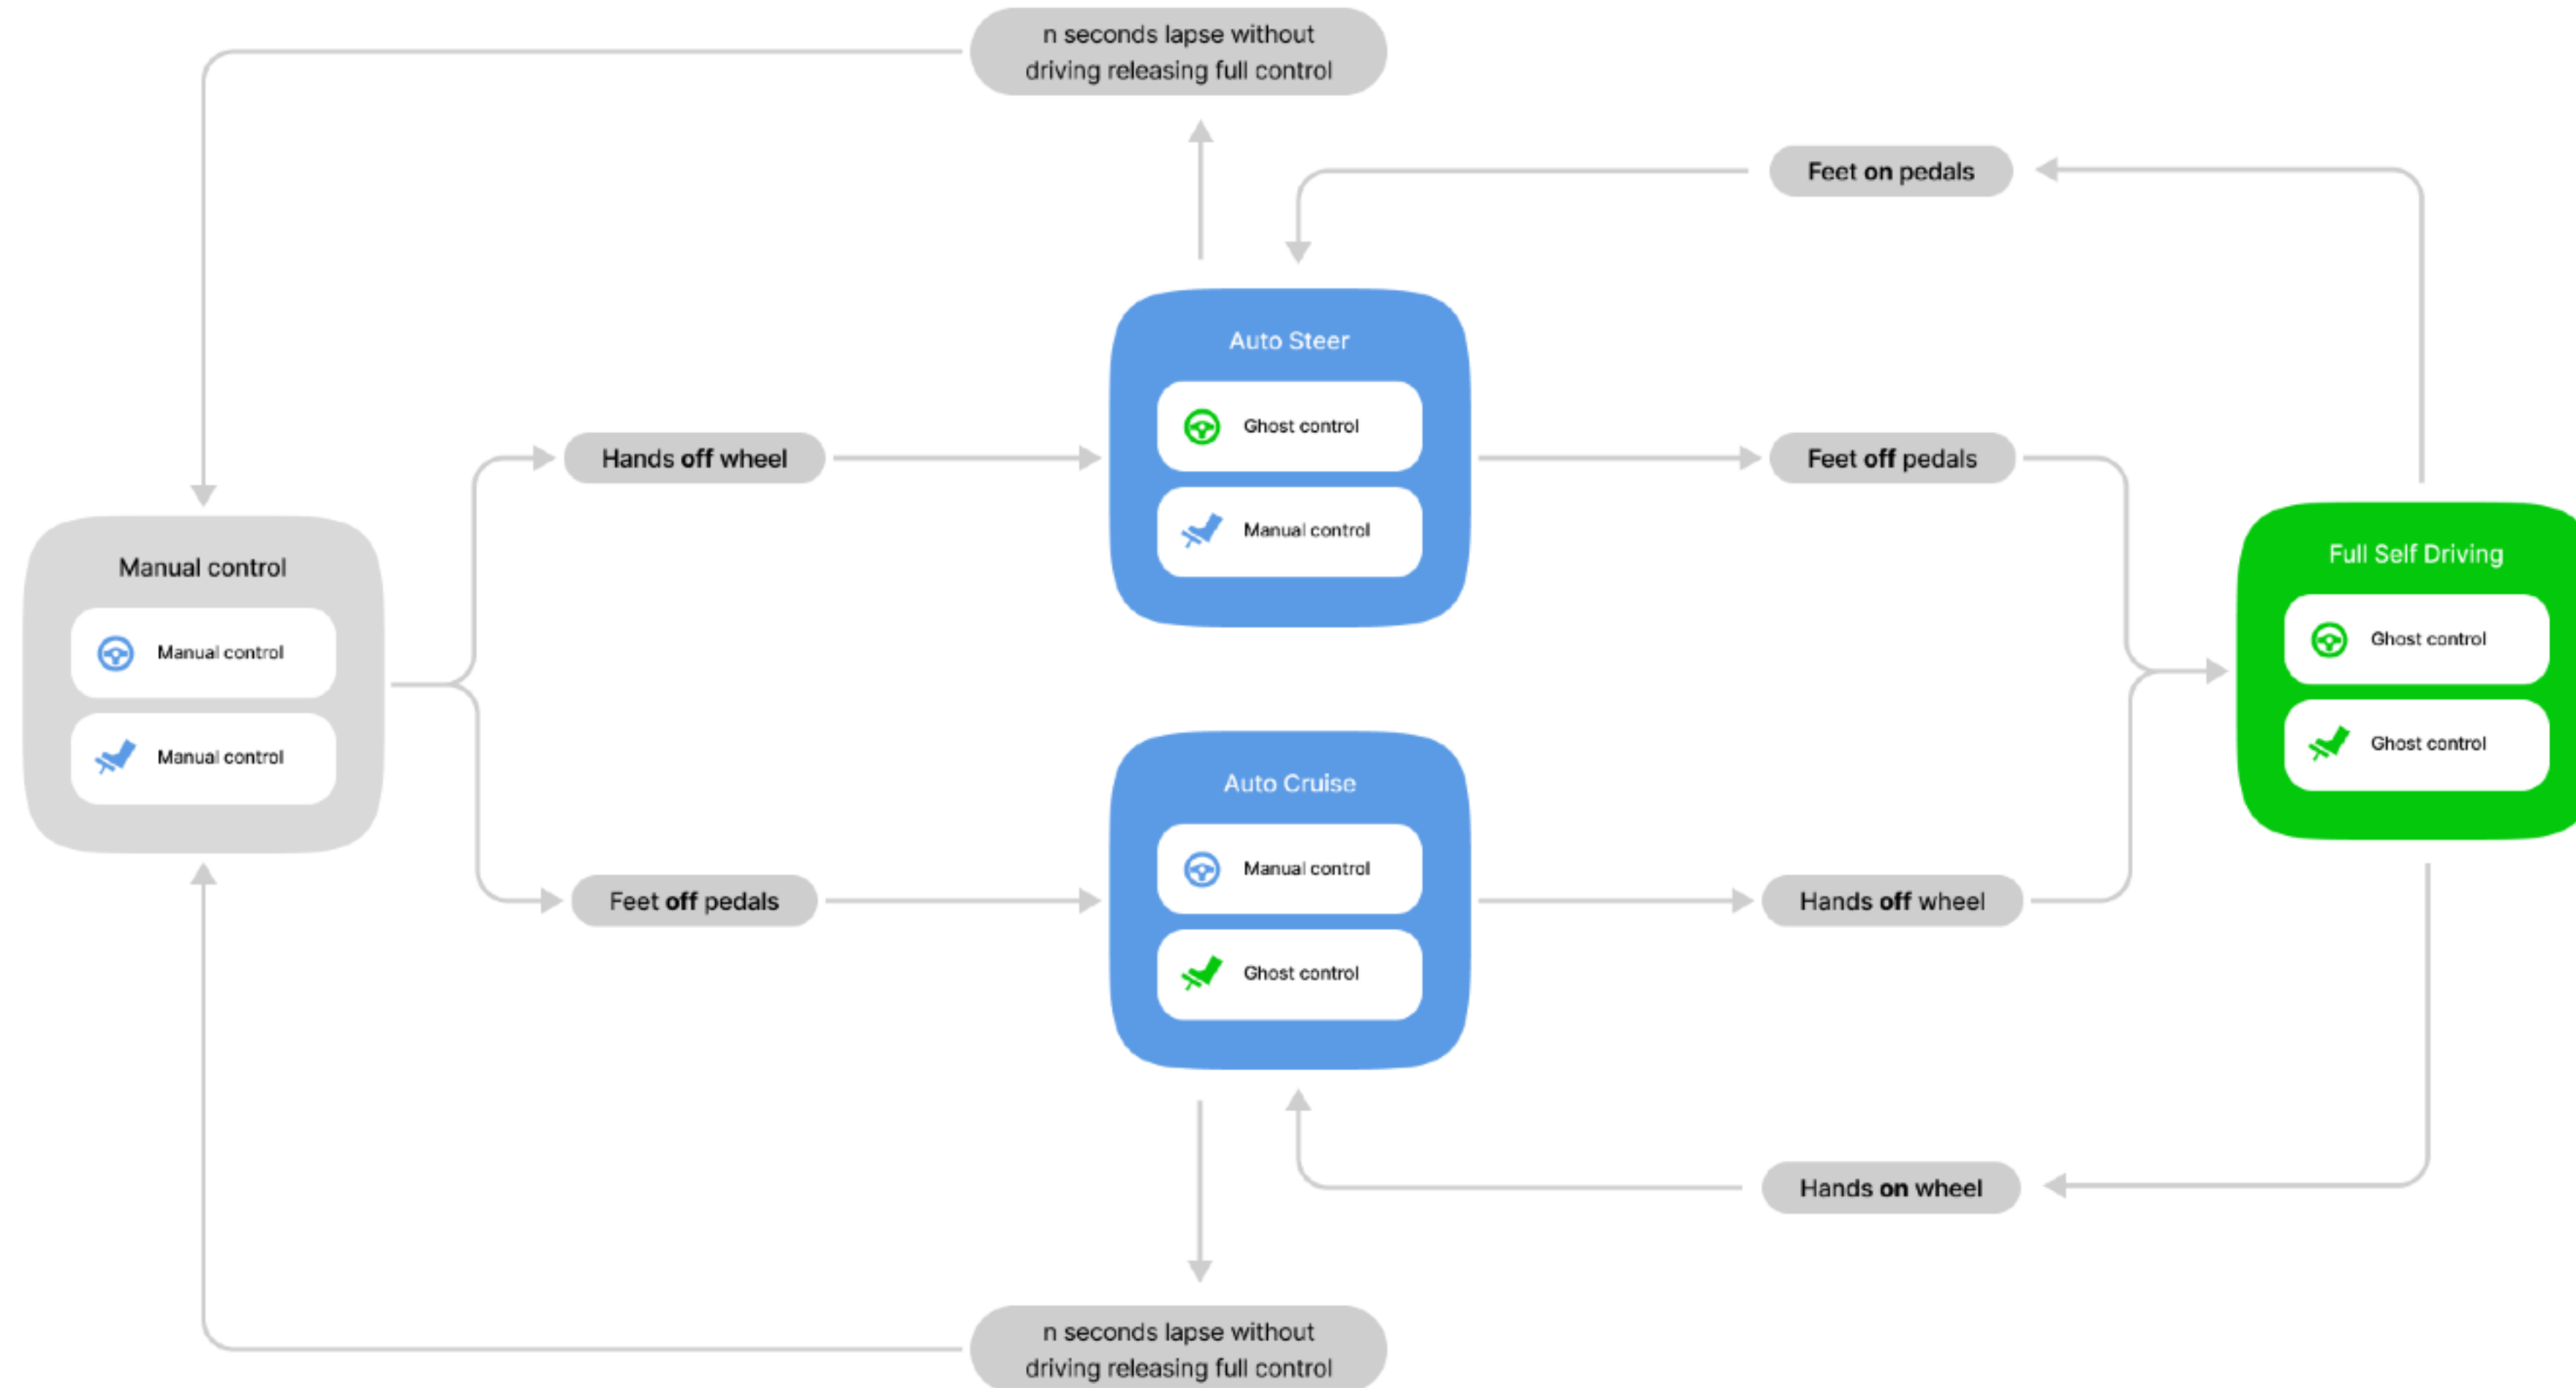 n seconds lapse without
driving releasing full control
Feet on pedals
Auto Steer
Ghost control
Manual control
Hands off wheel
Feet off pedals
Manual control
Manual control
Manual control
Full Self Driving
Ghost control
Ghost control
Auto Cruise
Manual control
Ghost control
Feet off pedals
Hands off wheel
Hands on wheel
n seconds lapse without
driving releasing full control